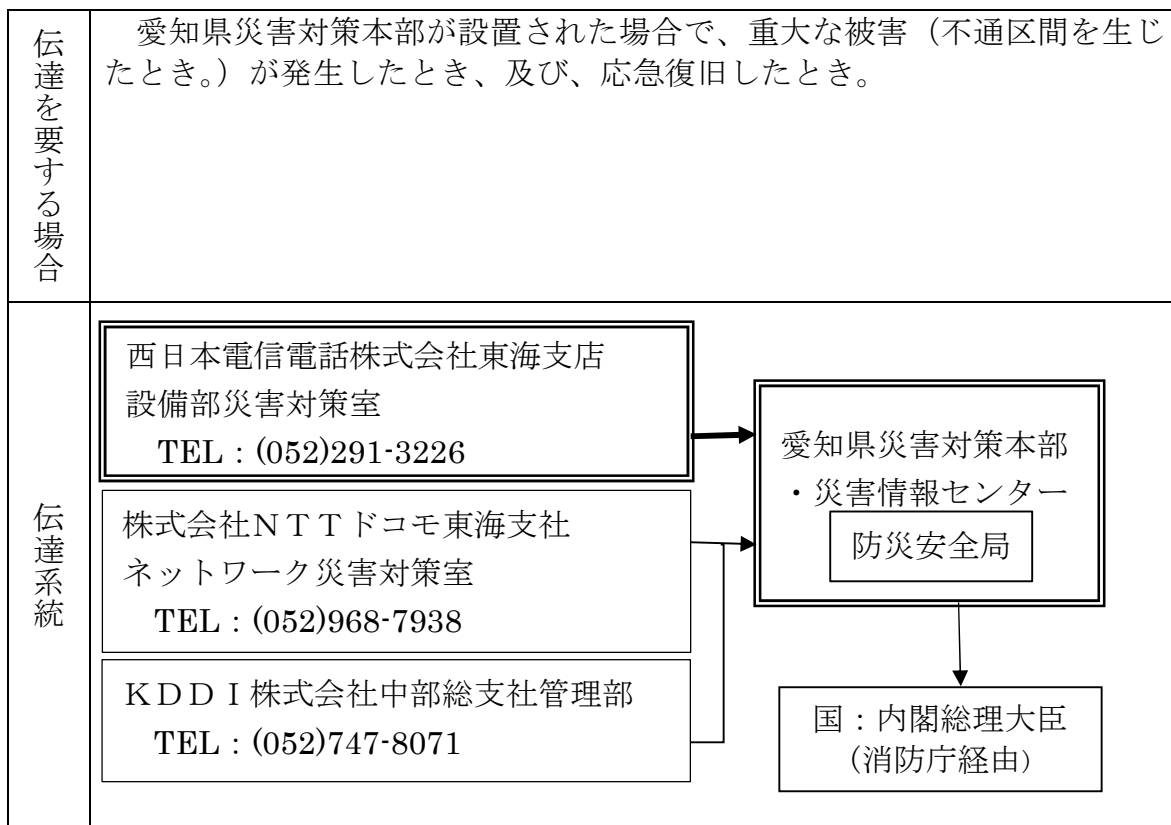 伝達を要する場合
愛知県災害対策本部が設置された場合で、重大な被害（不通区間を生じ
たとき。）が発生したとき、及び、応急復旧したとき。
伝達系統
西日本電信電話株式会社東海支店
設備部災害対策室
TEL：(052)291-3226
株式会社ＮＴＴドコモ東海支社
ネットワーク災害対策室
TEL：(052)968-7938
ＫＤＤＩ株式会社中部総支社管理部
TEL：(052)747-8071
愛知県災害対策本部
・災害情報センター
防災安全局
国：内閣総理大臣
（消防庁経由）